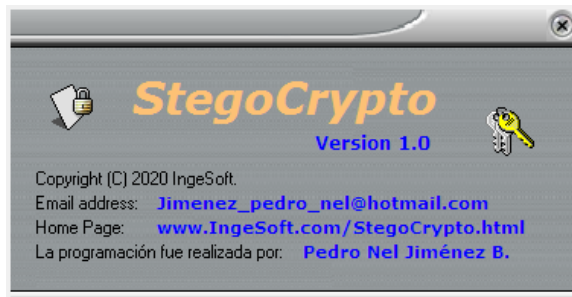 StegoCrypto
Version 1.0
Copyright (C) 2020 IngeSoft.
Email address: Jimenez_pedro_nel@hotmail.com
Home Page: www.IngeSoft.com/StegoCrypto.html
La programación fue realizada por: Pedro Nel Jiménez B.